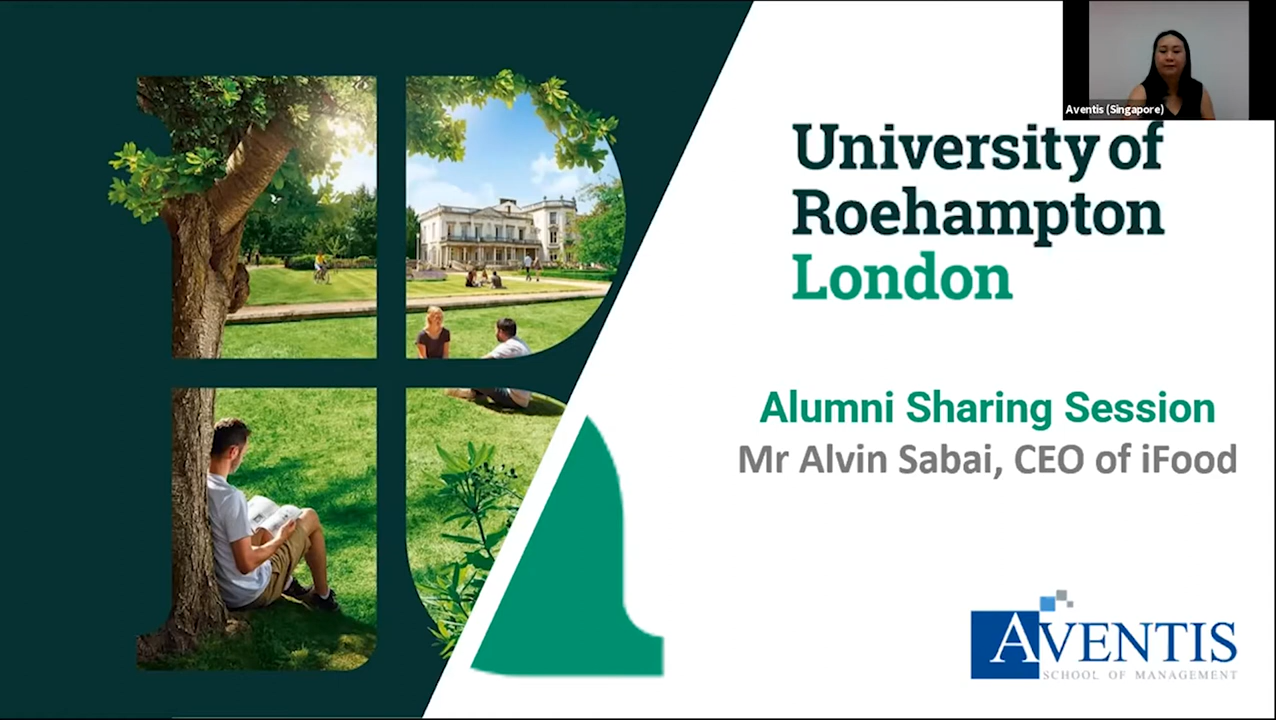 Aventis (Singapore)
University of
Roehampton
London
Alumni Sharing Session
Mr Alvin Sabai, CEO of iFood
AVENTIS
SCHOOL OF MANAGEMENT